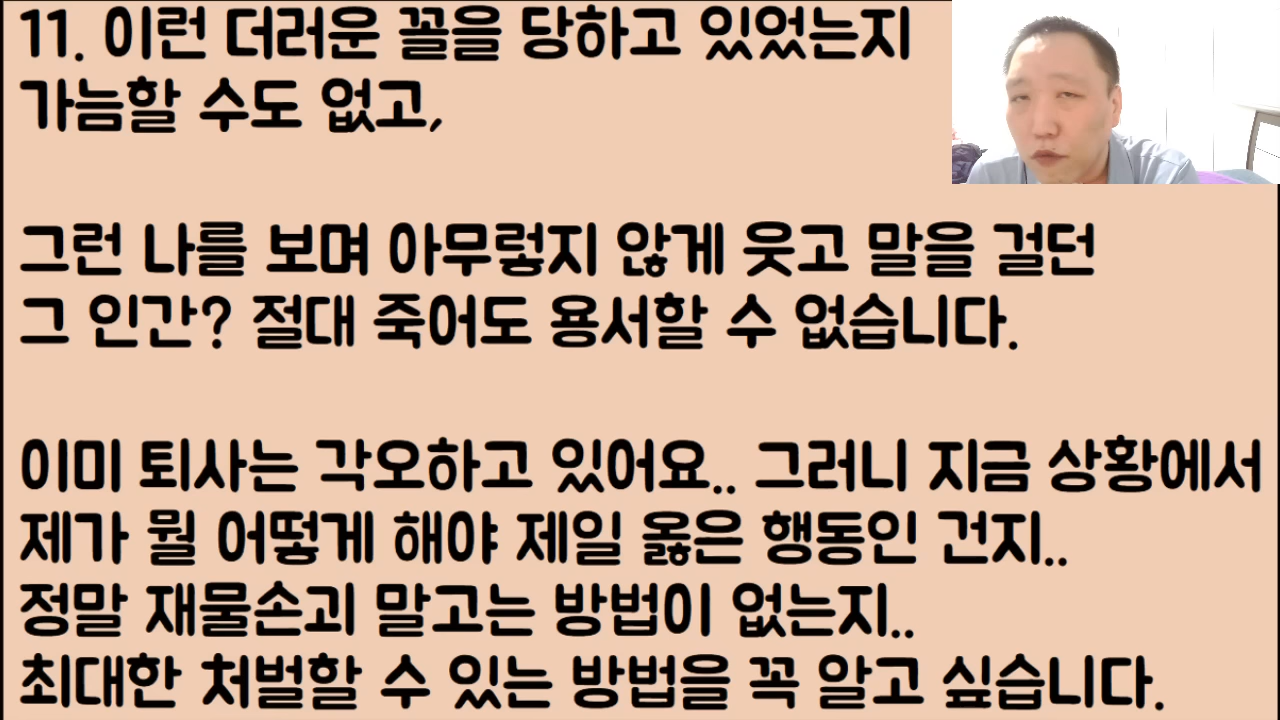 11. 이런 더러운 꼴을 당하고 있었는지
가늠할 수도 없고,
그런 나를 보며 아무렇지 않게 웃고 말을 걸던
그 인간? 절대 죽어도 용서할 수 없습니다.
이미 퇴사는 각오하고 있어요.. 그러니 지금 상황에서
제가 뭘 어떻게 해야 제일 옳은 행동인 건지..
정말 재물손괴 말고는 방법이 없는지..
최대한 처벌할 수 있는 방법을 꼭 알고 싶습니다.